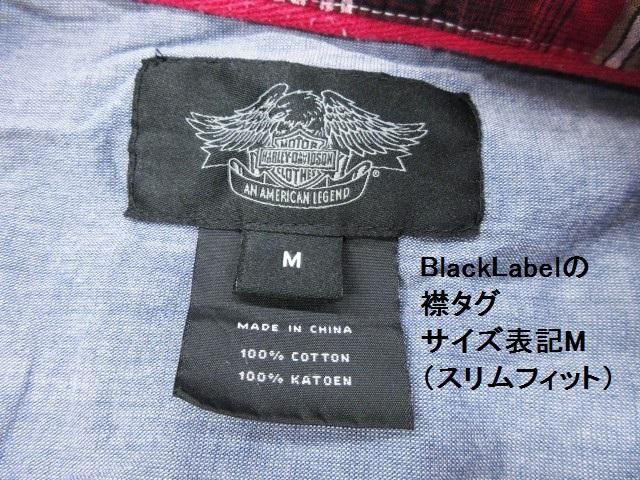 MOTOR
HARLEY-DAVIDSON
CLOTHES
®
AN AMERICAN LEGEND
M
MADE IN CHINA
100% COTTON
100% KATOEN
BlackLabelの
襟タグ
サイズ表記M
（スリムフィット）